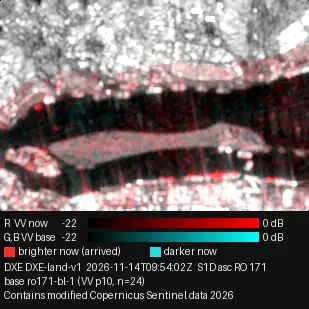 R VV now -22 0 dB
G,B VV base -22 0 dB
brighter now (arrived) darker now
DXE DXE-land-v1 2026-11-14T09:54:02Z S1D asc RO 171
base ro171-bl-1 (VV p10, n=24)
Contains modified Copernicus Sentinel data 2026